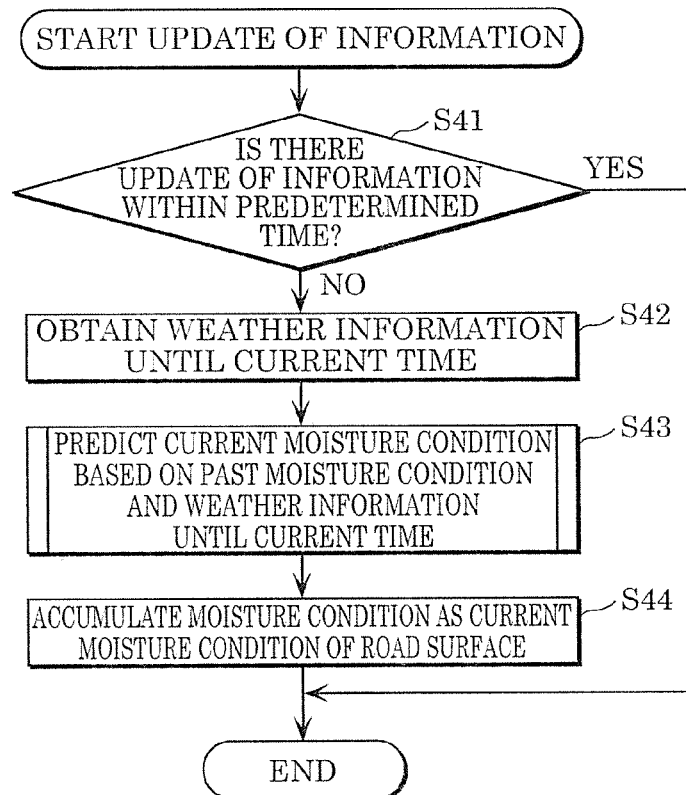 START UPDATE OF INFORMATION
S41
IS THERE
UPDATE OF INFORMATION
WITHIN PREDETERMINED
TIME?
YES
NO
S42
OBTAIN WEATHER INFORMATION
UNTIL CURRENT TIME
S43
PREDICT CURRENT MOISTURE CONDITION
BASED ON PAST MOISTURE CONDITION
AND WEATHER INFORMATION
UNTIL CURRENT TIME
S44
ACCUMULATE MOISTURE CONDITION AS CURRENT
MOISTURE CONDITION OF ROAD SURFACE
END